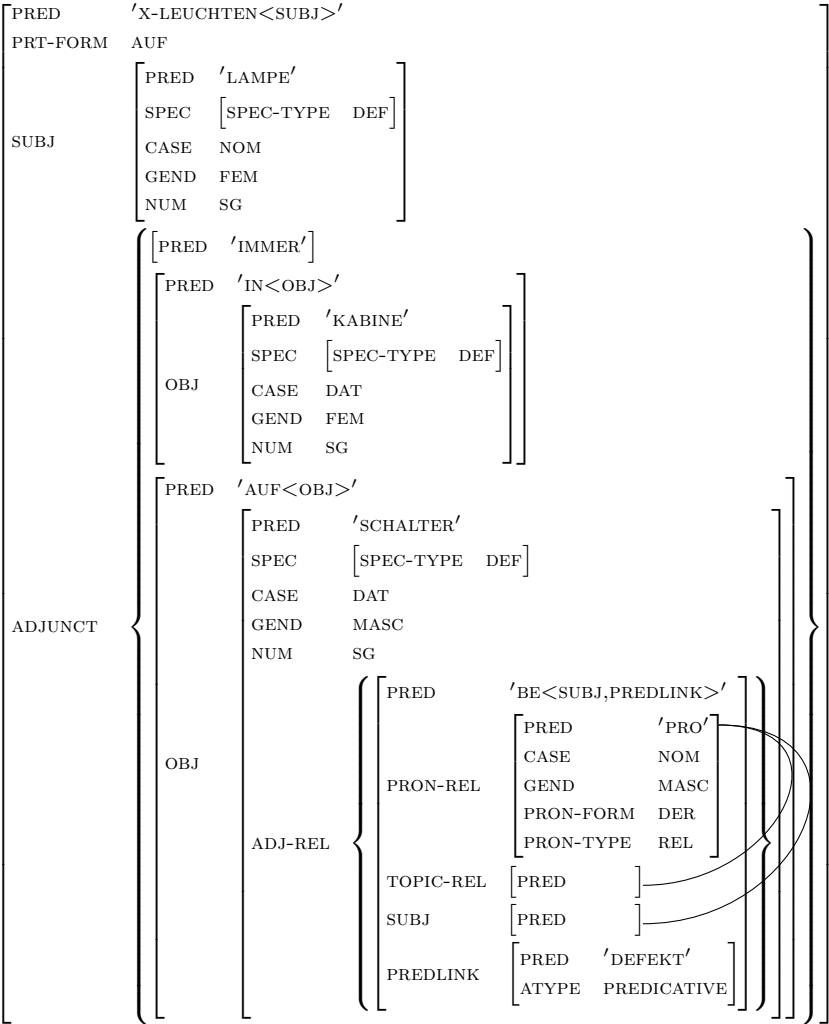 PRED ′X-LEUCHTEN<SUBJ>′
PRT-FORM AUF
SUBJ
PRED ′LAMPE′
SPEC [SPEC-TYPE DEF]
CASE NOM
GEND FEM
NUM SG
ADJUNCT
[PRED ′IMMER′]
PRED ′IN<OBJ>′
OBJ
PRED ′KABINE′
SPEC [SPEC-TYPE DEF]
CASE DAT
GEND FEM
NUM SG
PRED ′AUF<OBJ>′
OBJ
PRED ′SCHALTER′
SPEC [SPEC-TYPE DEF]
CASE DAT
GEND MASC
NUM SG
ADJ-REL
PRED ′BE<SUBJ,PREDLINK>′
PRON-REL
PRED ′PRO′
CASE NOM
GEND MASC
PRON-FORM DER
PRON-TYPE REL
TOPIC-REL [PRED ]
SUBJ [PRED ]
PREDLINK
PRED ′DEFEKT′
ATYPE PREDICATIVE